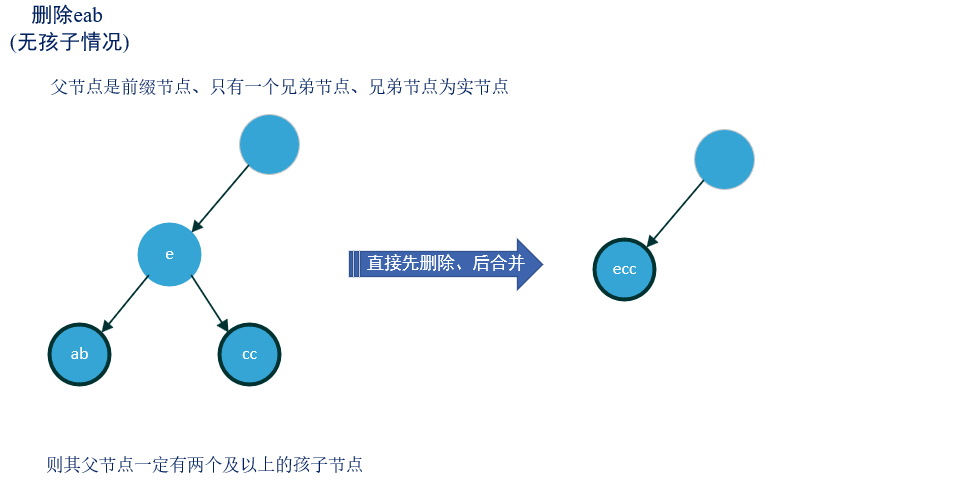 删除eab
(无孩子情况)
父节点是前缀节点、只有一个兄弟节点、兄弟节点为实节点
e
直接先删除、后合并
ecc
ab
cc
则其父节点一定有两个及以上的孩子节点